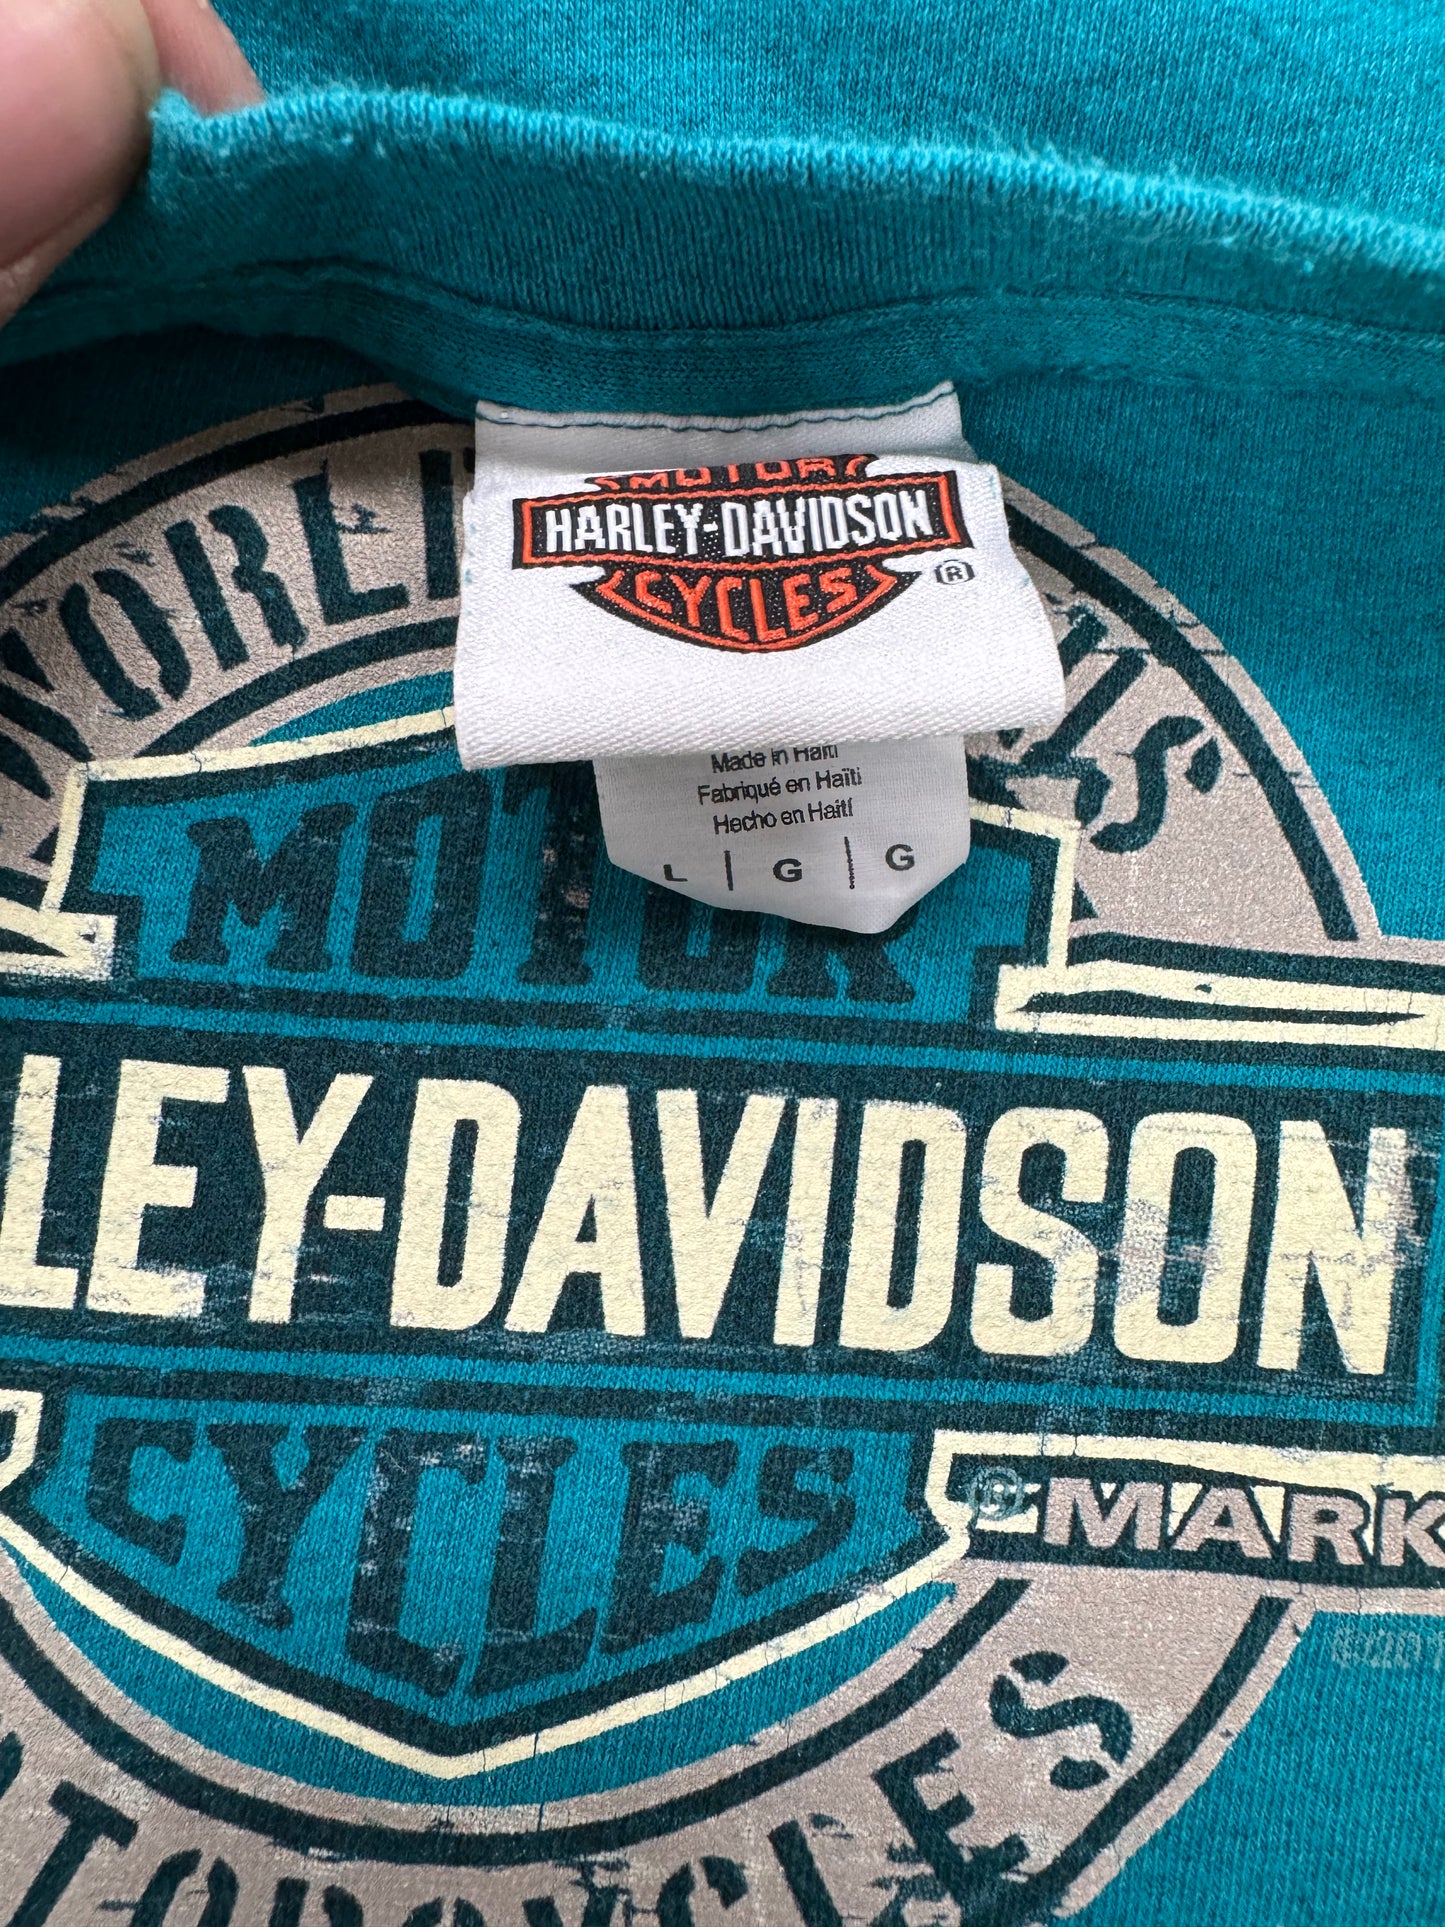 MOTOR
HARLEY-DAVIDSON
CYCLES ®
Made in Haiti
Fabriqué en Haïti
Hecho en Haití
L | G | G
MOTOR
LEY-DAVIDSON
CYCLES
® MARK